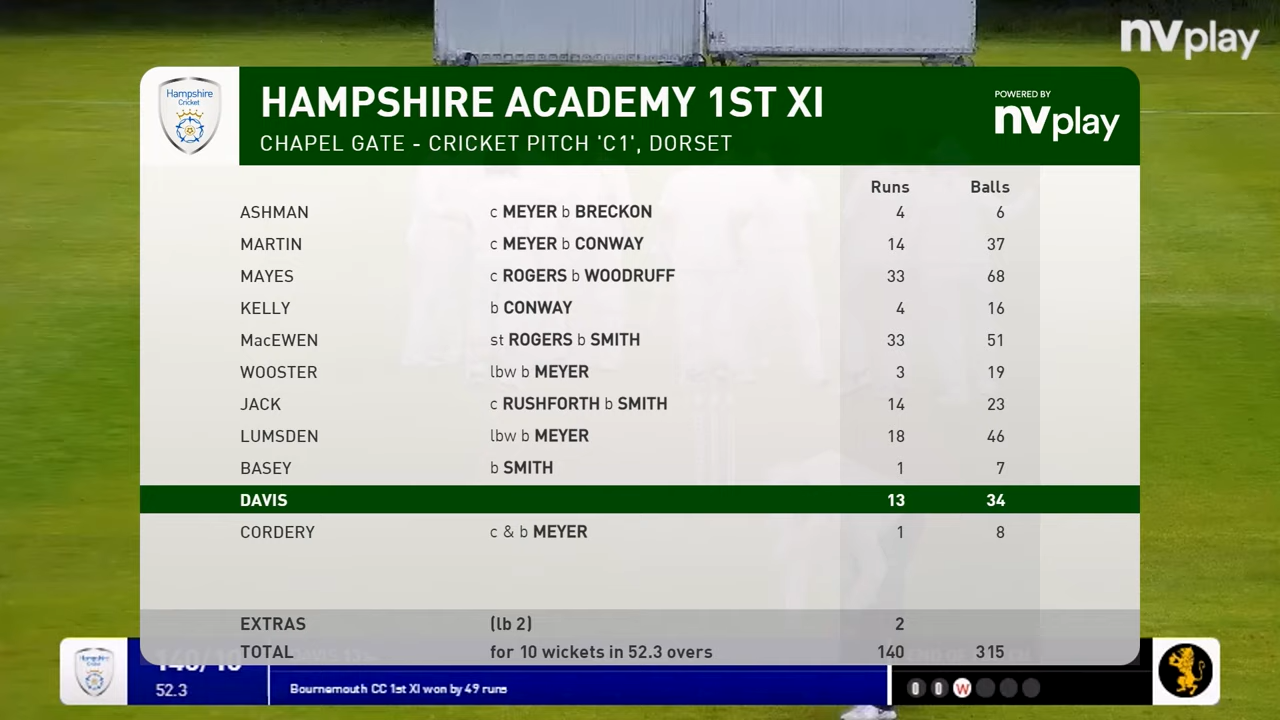 nvplay
Hampshire Cricket
HAMPSHIRE ACADEMY 1ST XI
CHAPEL GATE - CRICKET PITCH 'C1', DORSET
POWERED BY
nvplay
Runs Balls
ASHMAN c MEYER b BRECKON 4 6
MARTIN c MEYER b CONWAY 14 37
MAYES c ROGERS b WOODRUFF 33 68
KELLY b CONWAY 4 16
MacEWEN st ROGERS b SMITH 33 51
WOOSTER lbw b MEYER 3 19
JACK c RUSHFORTH b SMITH 14 23
LUMSDEN lbw b MEYER 18 46
BASEY b SMITH 1 7
DAVIS 13 34
CORDERY c & b MEYER 1 8
EXTRAS (lb 2) 2
TOTAL for 10 wickets in 52.3 overs 140 315
Hampshire Cricket
140/10
52.3
Bournemouth CC 1st XI won by 49 runs
0 0 W